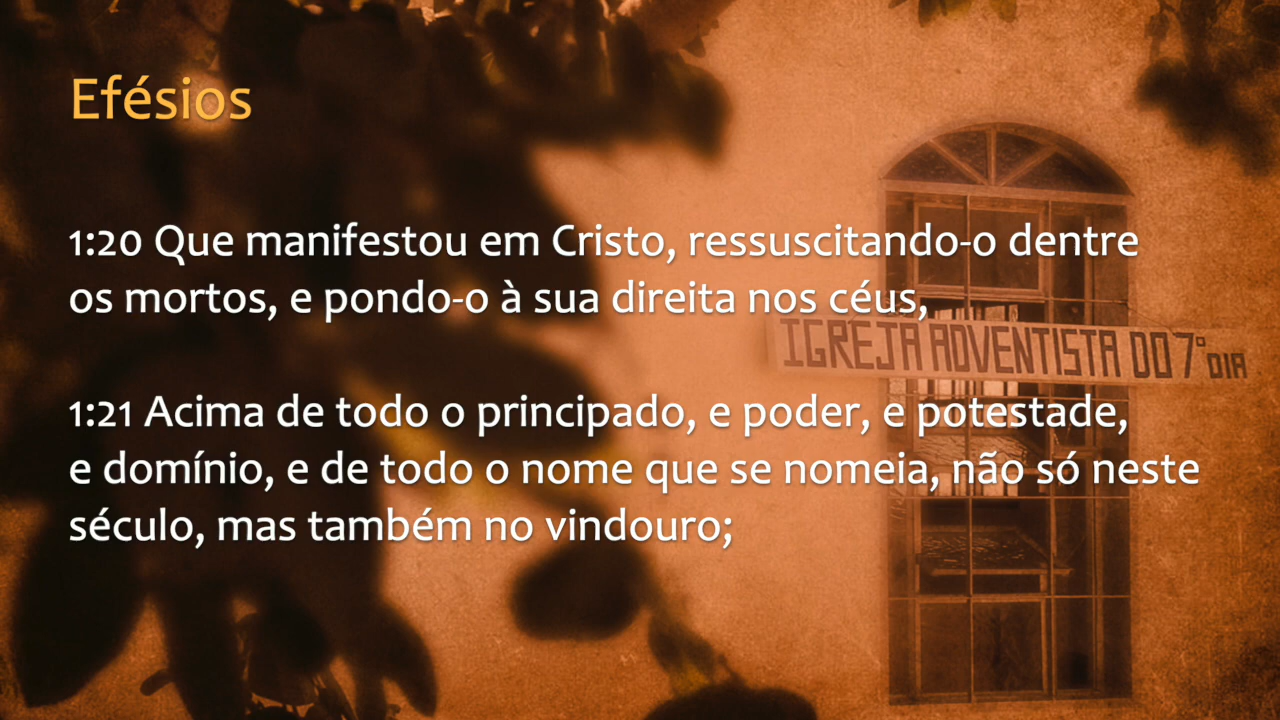 Efésios
1:20 Que manifestou em Cristo, ressuscitando-o dentre
os mortos, e pondo-o à sua direita nos céus,
IGREJA ADVENTISTA DO 7° DIA
1:21 Acima de todo o principado, e poder, e potestade,
e domínio, e de todo o nome que se nomeia, não só neste
século, mas também no vindouro;